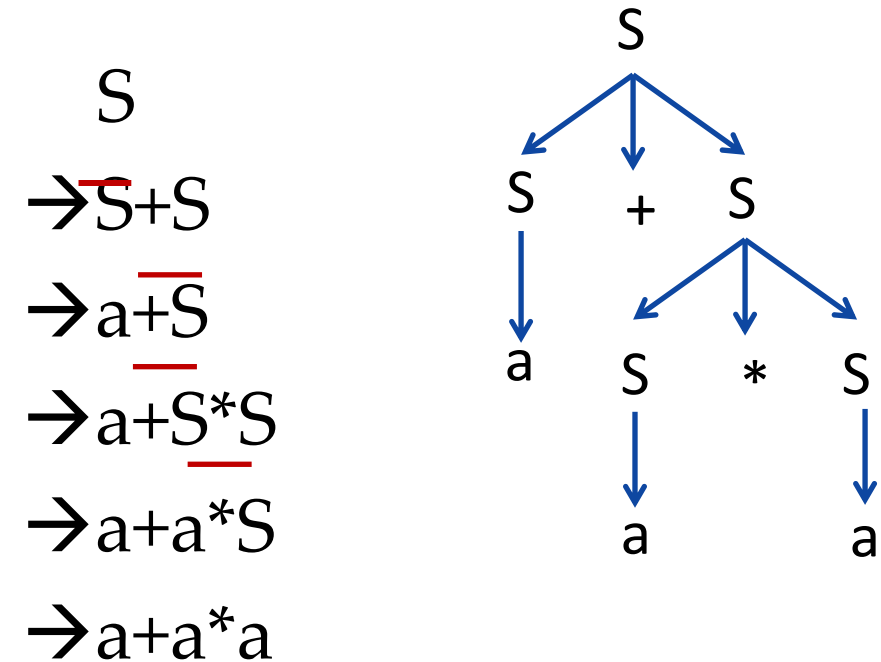 S
→S+S
→a+S
→a+S*S
→a+a*S
→a+a*a
S
S + S
a S * S
a a